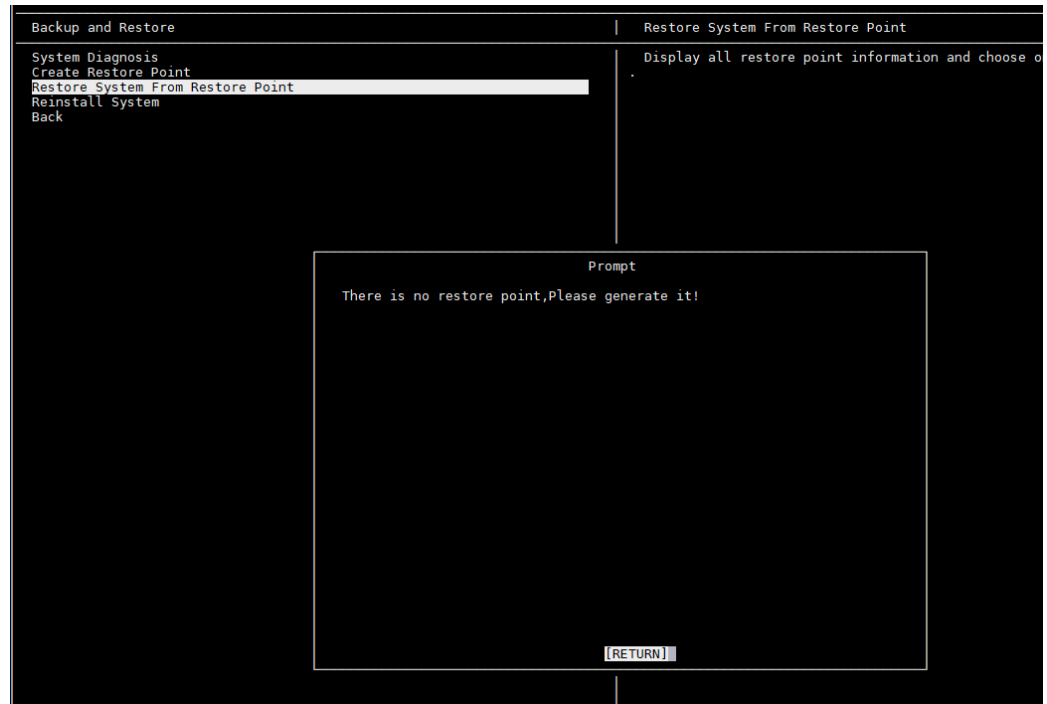 Backup and Restore
Restore System From Restore Point
System Diagnosis
Create Restore Point
Restore System From Restore Point
Reinstall System
Back
Display all restore point information and choose
.
Prompt
There is no restore point,Please generate it!
[RETURN]